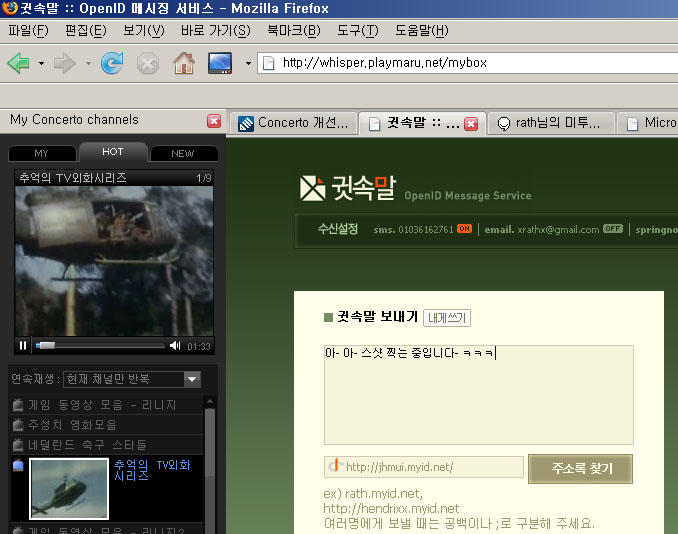 귓속말 :: OpenID 메시징 서비스 - Mozilla Firefox
파일(F) 편집(E) 보기(V) 바로 가기(S) 북마크(B) 도구(T) 도움말(H)
http://whisper.playmaru.net/mybox
My Concerto channels
Concerto 개선...
귓속말 :: ...
rath님의 미투...
Micro
MY HOT NEW
추억의 TV외화시리즈 1/9
01:33
연속재생 : 현재 채널만 반복
게임 동영상 모음 - 리니지
주성치 영화모음
네덜란드 축구 스타들
추억의 TV외화
시리즈
게임 동영상 모음 - 리니지2
귓속말 OpenID Message Service
수신설정 sms. 01036162761 ON | email. xrathx@gmail.com OFF | springno
귓속말 보내기 내게쓰기
아- 아- 스샷 찍는 중입니다- ㅋㅋㅋ
http://jhmui.myid.net/ 주소록 찾기
ex) rath.myid.net,
http://hendrixx.myid.net
여러명에게 보낼 때는 공백이나 ;로 구분해 주세요.